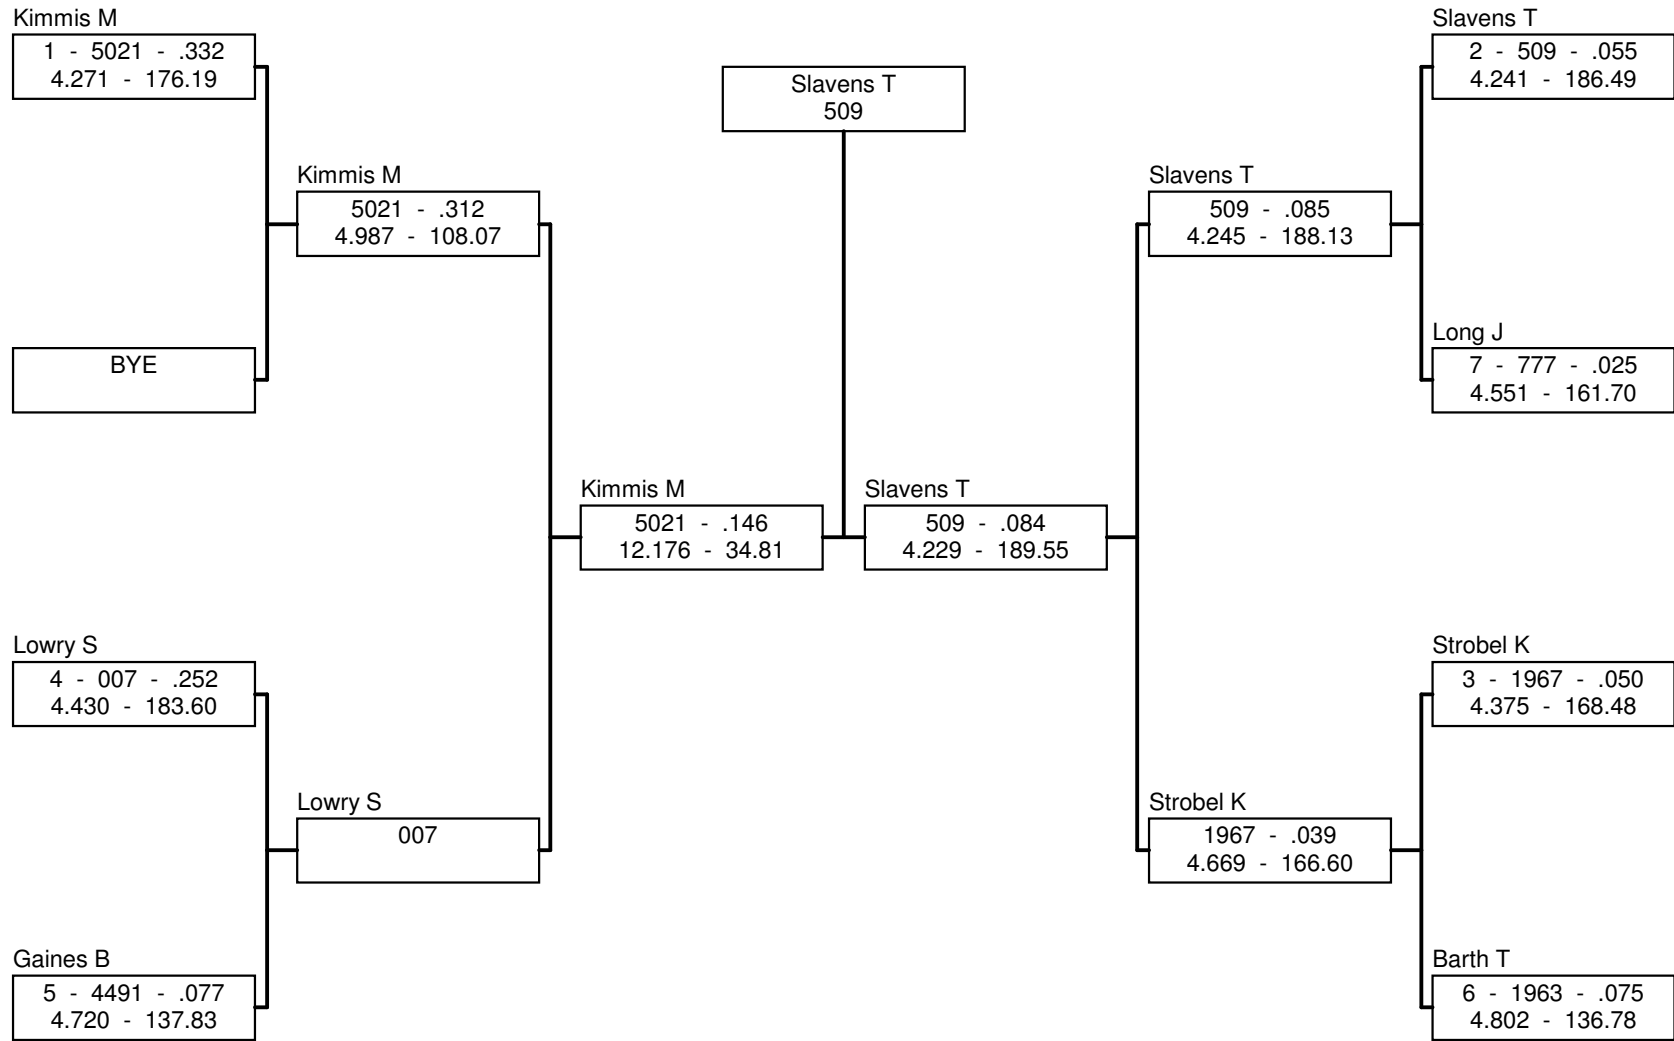 Kimmis M
1 - 5021 - .332
4.271 - 176.19
BYE
Kimmis M
5021 - .312
4.987 - 108.07
Lowry S
4 - 007 - .252
4.430 - 183.60
Gaines B
5 - 4491 - .077
4.720 - 137.83
Lowry S
007
Kimmis M
5021 - .146
12.176 - 34.81
Slavens T
509
Slavens T
509 - .084
4.229 - 189.55
Slavens T
509 - .085
4.245 - 188.13
Slavens T
2 - 509 - .055
4.241 - 186.49
Long J
7 - 777 - .025
4.551 - 161.70
Strobel K
1967 - .039
4.669 - 166.60
Strobel K
3 - 1967 - .050
4.375 - 168.48
Barth T
6 - 1963 - .075
4.802 - 136.78